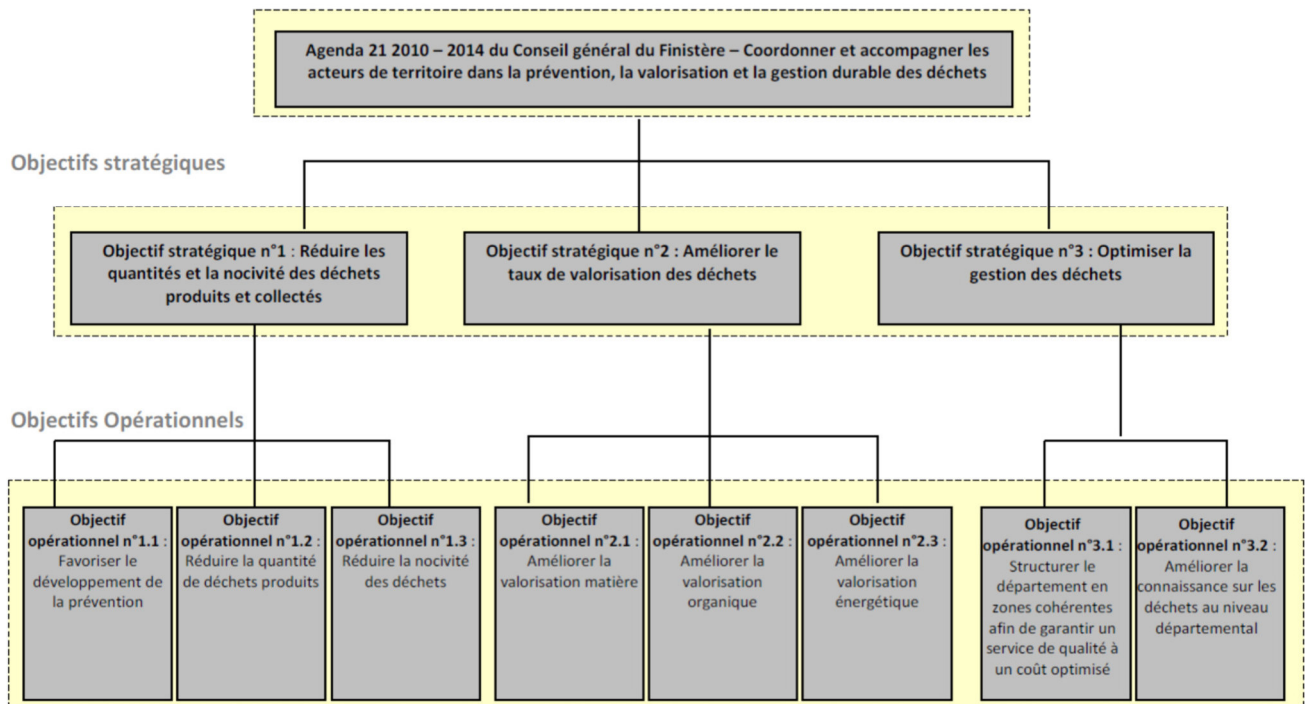 Agenda 21 2010 – 2014 du Conseil général du Finistère – Coordonner et accompagner les
acteurs de territoire dans la prévention, la valorisation et la gestion durable des déchets
Objectifs stratégiques
Objectif stratégique n°1 : Réduire les
quantités et la nocivité des déchets
produits et collectés
Objectif stratégique n°2 : Améliorer le
taux de valorisation des déchets
Objectif stratégique n°3 : Optimiser la
gestion des déchets
Objectifs Opérationnels
Objectif
opérationnel n°1.1 :
Favoriser le
développement de
la prévention
Objectif
opérationnel n°1.2 :
Réduire la quantité
de déchets produits
Objectif
opérationnel n°1.3 :
Réduire la nocivité
des déchets
Objectif
opérationnel n°2.1 :
Améliorer la
valorisation matière
Objectif
opérationnel n°2.2 :
Améliorer la
valorisation
organique
Objectif
opérationnel n°2.3 :
Améliorer la
valorisation
énergétique
Objectif
opérationnel n°3.1 :
Structurer le
département en
zones cohérentes
afin de garantir un
service de qualité à
un coût optimisé
Objectif
opérationnel n°3.2 :
Améliorer la
connaissance sur les
déchets au niveau
départemental